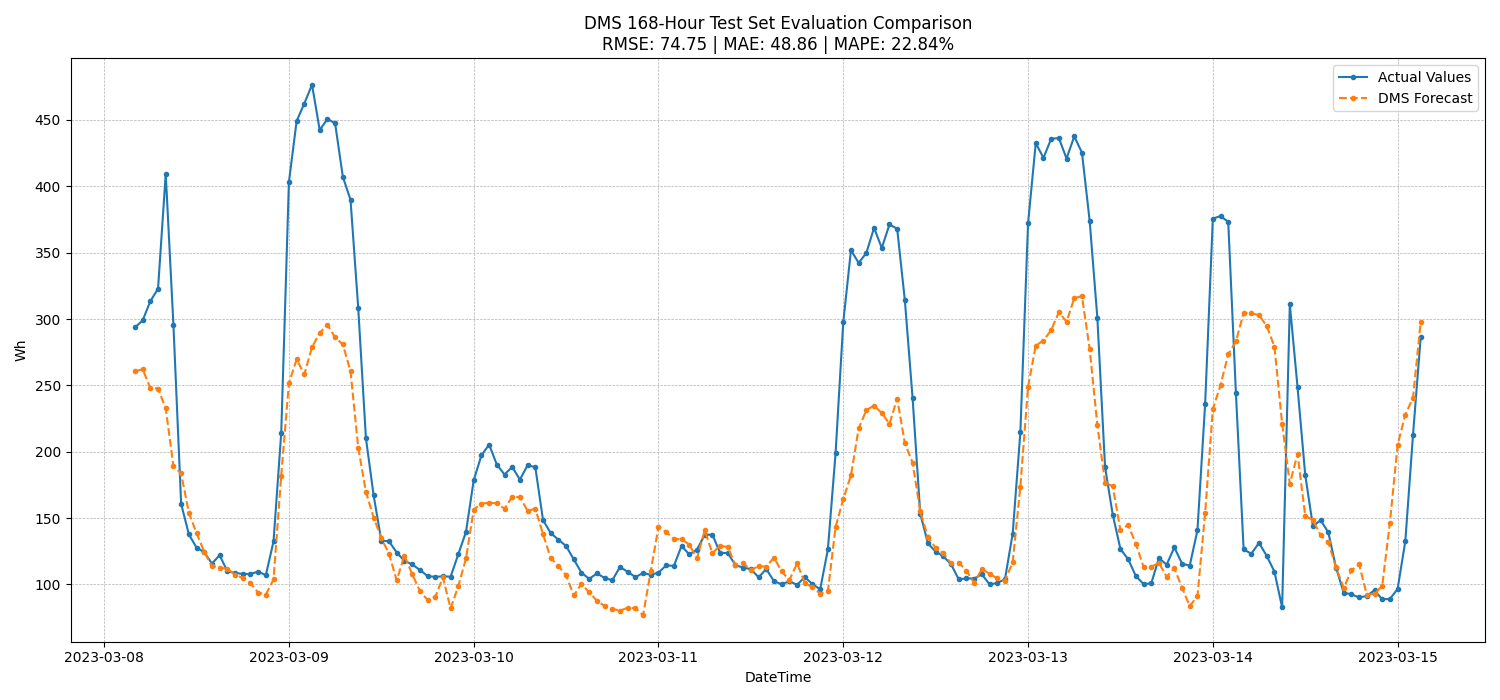 DMS 168-Hour Test Set Evaluation Comparison
RMSE: 74.75 | MAE: 48.86 | MAPE: 22.84%
Actual Values
DMS Forecast
Wh
450
400
350
300
250
200
150
100
2023-03-08
2023-03-09
2023-03-10
2023-03-11
2023-03-12
2023-03-13
2023-03-14
2023-03-15
DateTime